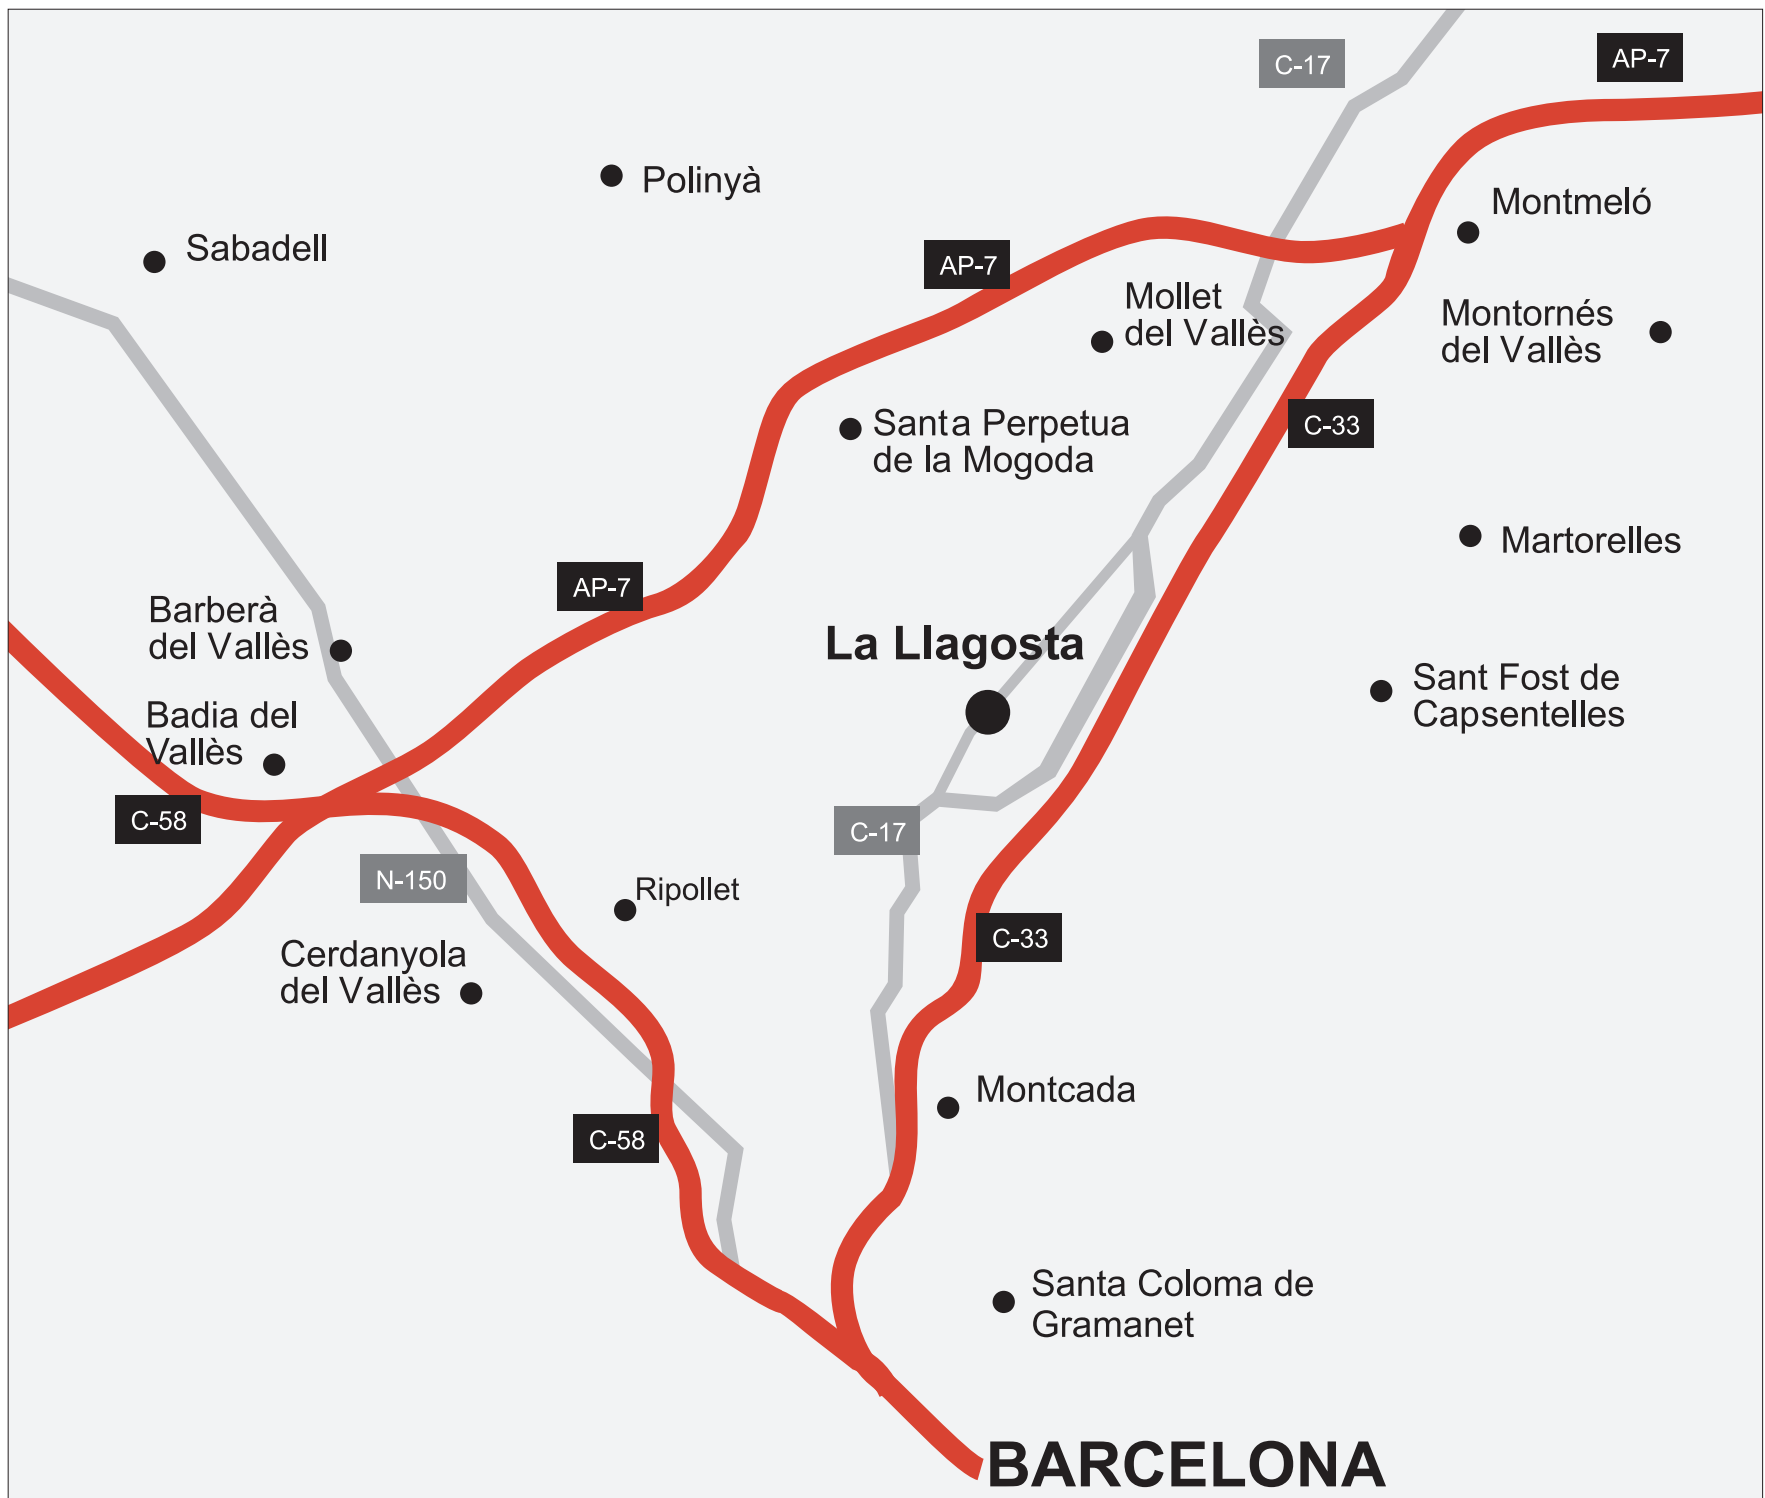 C-17
AP-7
Polinyà
Montmeló
Sabadell
AP-7
Mollet
del Vallès
Montornés
del Vallès
Santa Perpetua
de la Mogoda
C-33
Martorelles
AP-7
Barberà
del Vallès
La Llagosta
Sant Fost de
Capsentelles
Badia del
Vallès
C-58
C-17
N-150
Ripollet
C-33
Cerdanyola
del Vallès
Montcada
C-58
Santa Coloma de
Gramanet
BARCELONA